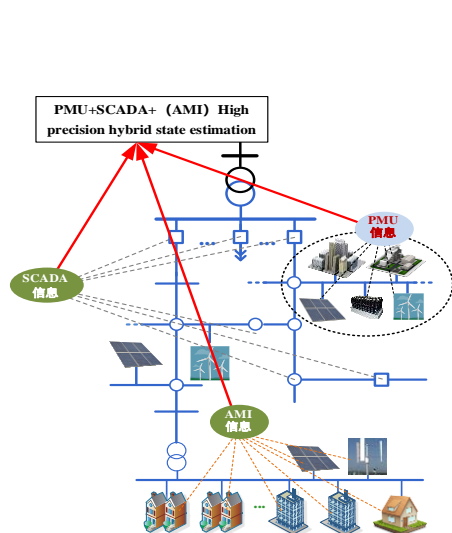 PMU+SCADA+（AMI）High
precision hybrid state estimation
PMU
信息
SCADA
信息
AMI
信息